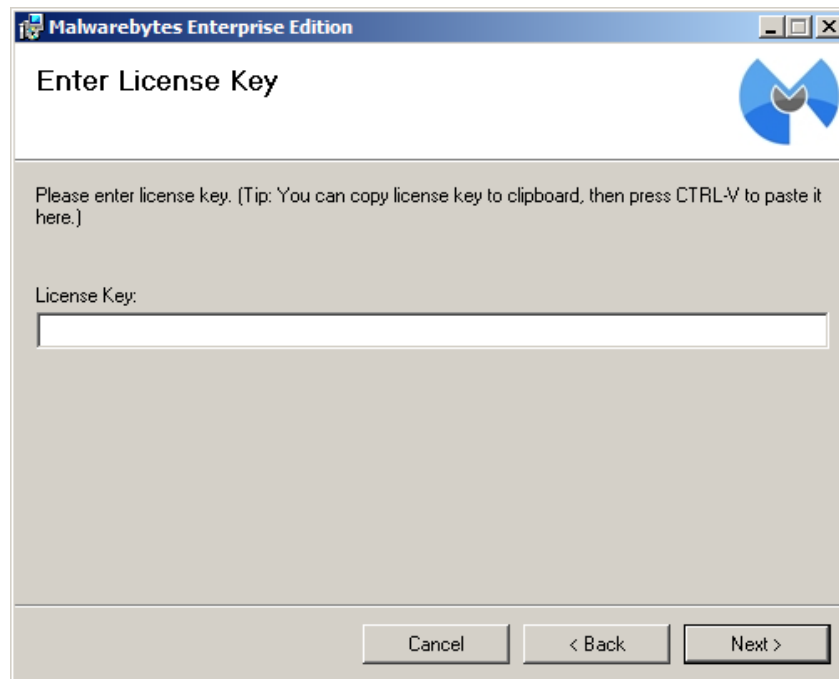 Malwarebytes Enterprise Edition
Enter License Key
Please enter license key. (Tip: You can copy license key to clipboard, then press CTRL-V to paste it
here.)
License Key:
Cancel
< Back
Next >